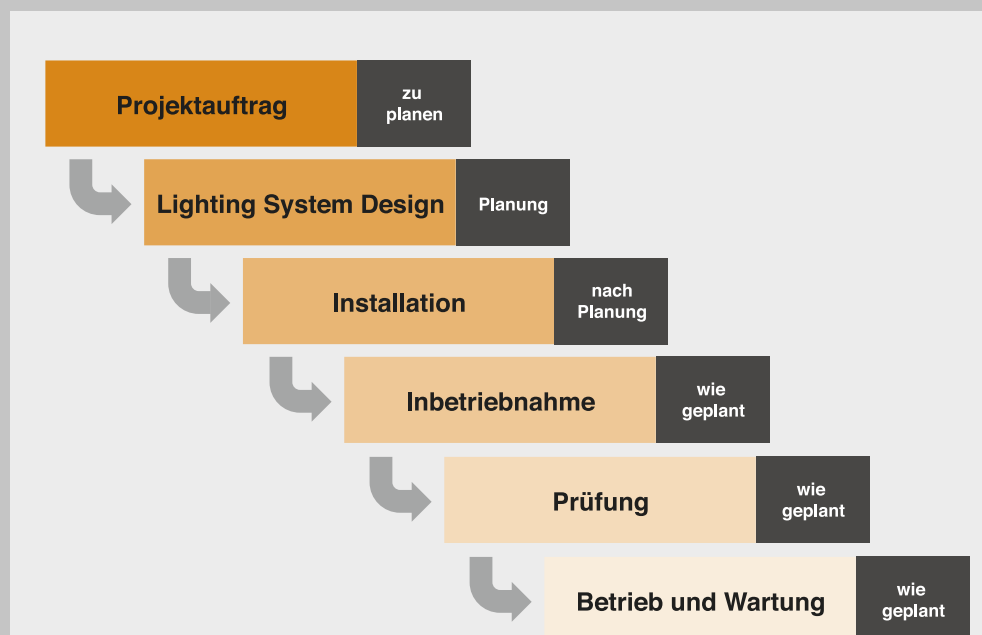 Projektauftrag
zu
planen
Lighting System Design
Planung
Installation
nach
Planung
Inbetriebnahme
wie
geplant
Prüfung
wie
geplant
Betrieb und Wartung
wie
geplant